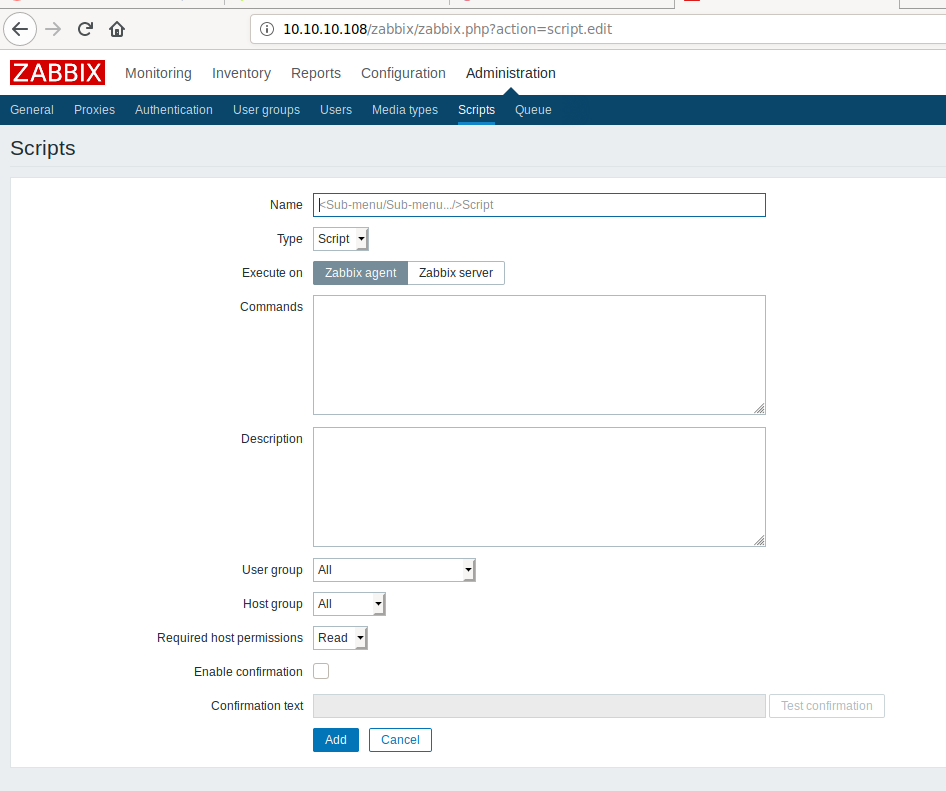 10.10.10.108/zabbix/zabbix.php?action=script.edit
ZABBIX Monitoring Inventory Reports Configuration Administration
General Proxies Authentication User groups Users Media types Scripts Queue
Scripts
Name <Sub-menu/Sub-menu.../>Script
Type Script
Execute on Zabbix agent Zabbix server
Commands
Description
User group All
Host group All
Required host permissions Read
Enable confirmation
Confirmation text Test confirmation
Add Cancel